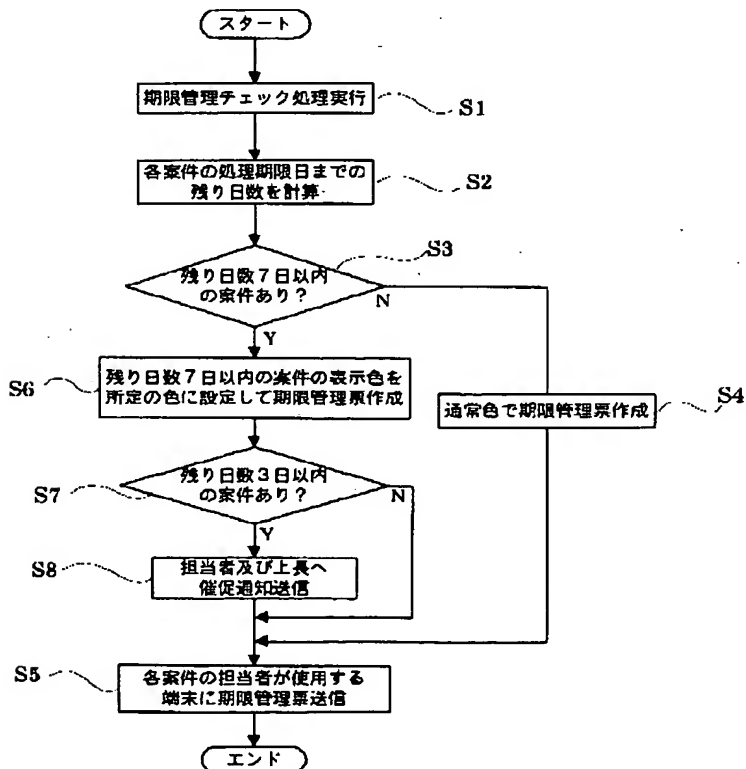 スタート
期限管理チェック処理実行
S1
各案件の処理期限日までの
残り日数を計算
S2
S3
残り日数7日以内
の案件あり?
N
Y
S6
残り日数7日以内の案件の表示色を
所定の色に設定して期限管理票作成
通常色で期限管理票作成
S4
S7
残り日数3日以内
の案件あり?
N
Y
S8
担当者及び上長へ
催促通知送信
S5
各案件の担当者が使用する
端末に期限管理票送信
エンド